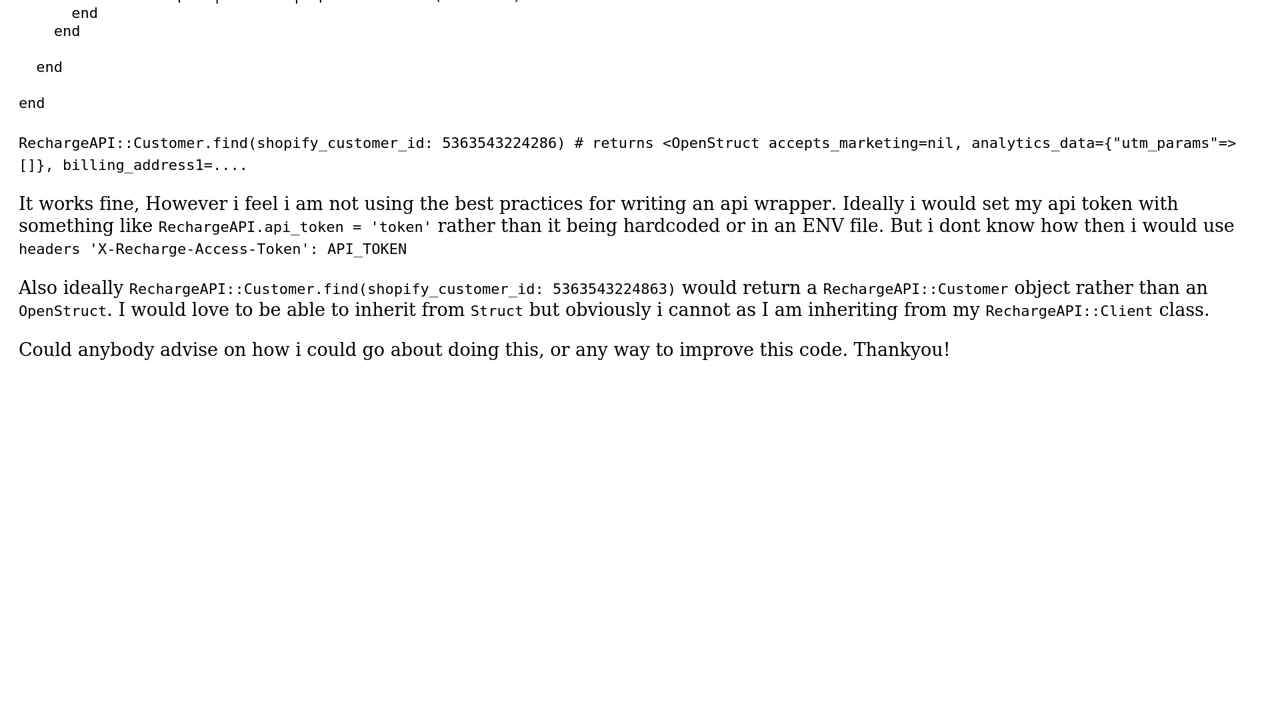 end
end
end
end
RechargeAPI::Customer.find(shopify_customer_id: 5363543224286) # returns <OpenStruct accepts_marketing=nil, analytics_data={"utm_params"=>
[]}, billing_address1=....
It works fine, However i feel i am not using the best practices for writing an api wrapper. Ideally i would set my api token with
something like RechargeAPI.api_token = 'token' rather than it being hardcoded or in an ENV file. But i dont know how then i would use
headers 'X-Recharge-Access-Token': API_TOKEN
Also ideally RechargeAPI::Customer.find(shopify_customer_id: 5363543224863) would return a RechargeAPI::Customer object rather than an
OpenStruct. I would love to be able to inherit from Struct but obviously i cannot as I am inheriting from my RechargeAPI::Client class.
Could anybody advise on how i could go about doing this, or any way to improve this code. Thankyou!